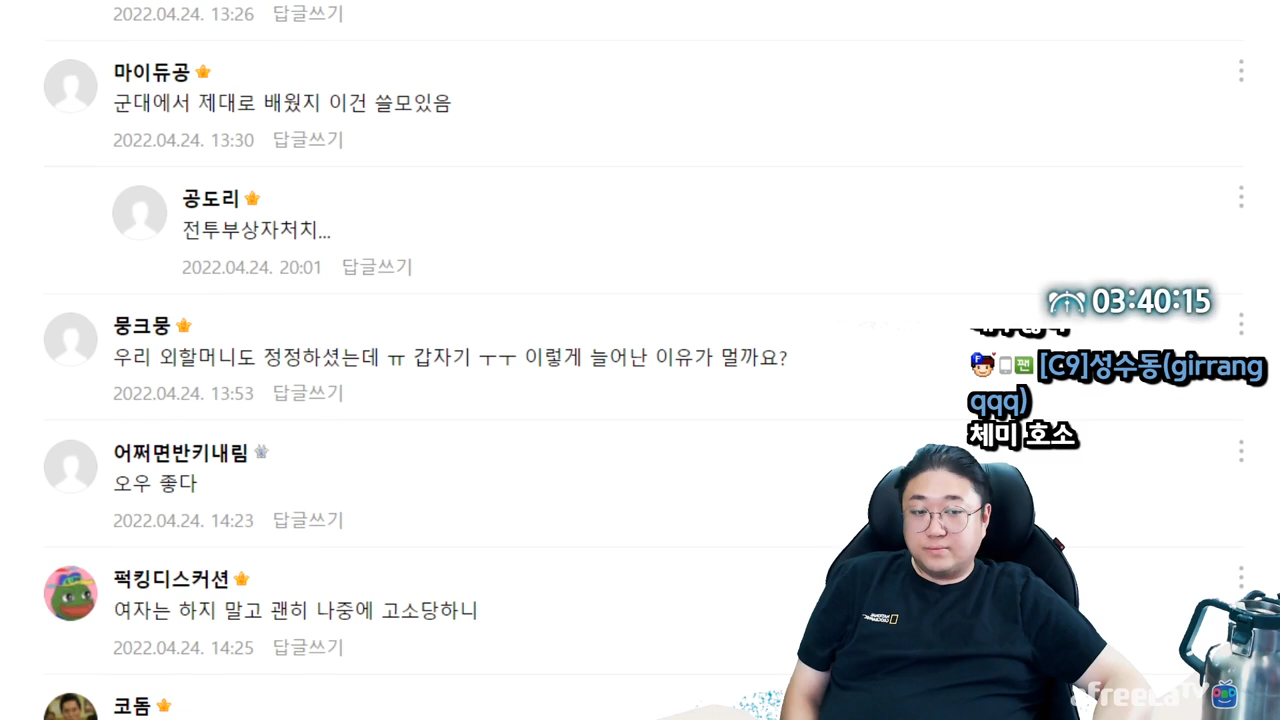 2022.04.24. 13:26 답글쓰기
마이듀공
군대에서 제대로 배웠지 이건 쓸모있음
2022.04.24. 13:30 답글쓰기
공도리
전투부상자처치...
2022.04.24. 20:01 답글쓰기
뭉크뭉
우리 외할머니도 정정하셨는데 ㅠ 갑자기 ㅜㅜ 이렇게 늘어난 이유가 멀까요?
2022.04.24. 13:53 답글쓰기
어쩌면반키내림
오우 좋다
2022.04.24. 14:23 답글쓰기
퍽킹디스커션
여자는 하지 말고 괜히 나중에 고소당하니
2022.04.24. 14:25 답글쓰기
코돔
03:40:15
F 팬 [C9]성수동(girrang
qqq)
체미 호소
afreecaTV